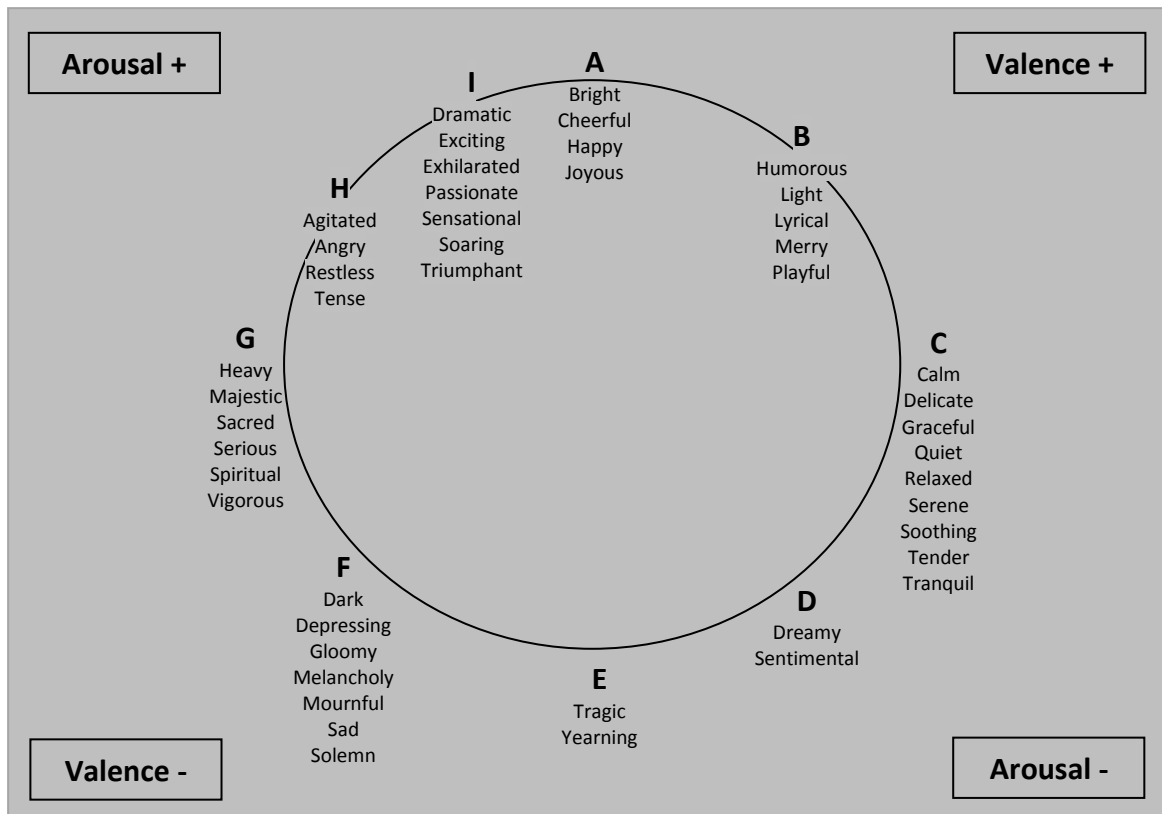 Arousal +
Valence +
A
Bright
Cheerful
Happy
Joyous
I
Dramatic
Exciting
Exhilarated
Passionate
Sensational
Soaring
Triumphant
B
Humorous
Light
Lyrical
Merry
Playful
H
Agitated
Angry
Restless
Tense
G
Heavy
Majestic
Sacred
Serious
Spiritual
Vigorous
C
Calm
Delicate
Graceful
Quiet
Relaxed
Serene
Soothing
Tender
Tranquil
F
Dark
Depressing
Gloomy
Melancholy
Mournful
Sad
Solemn
D
Dreamy
Sentimental
E
Tragic
Yearning
Valence -
Arousal -